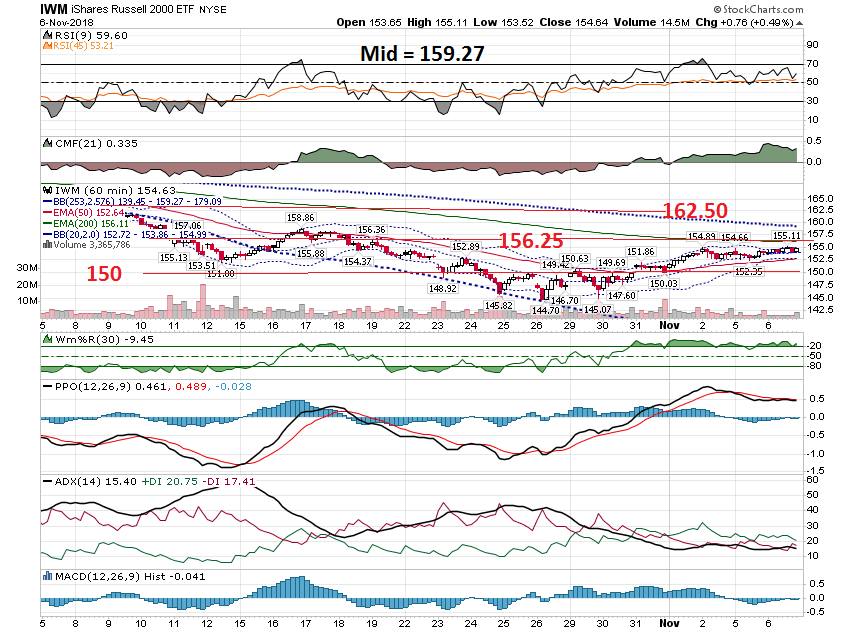 IWM iShares Russell 2000 ETF NYSE
© StockCharts.com
6-Nov-2018
Open 153.65 High 155.11 Low 153.52 Close 154.64 Volume 14.5M Chg +0.76 (+0.49%)
RSI(9) 59.60
RSI(45) 53.21
Mid = 159.27
90
70
50
30
10
CMF(21) 0.335
0.5
0.0
IWM (60 min) 154.63
BB(253,2.576) 139.45 - 159.27 - 179.09
EMA(50) 152.64
EMA(200) 156.11
BB(20,2.0) 152.72 - 153.86 - 154.99
Volume 3,365,786
162.50
156.25
150
157.06
155.13
153.51
151.00
158.86
155.88
156.36
154.37
152.89
148.92
145.82
144.70
149.42
150.63
146.70
145.07
149.69
147.60
151.86
150.03
154.89
154.66
152.35
155.11
165.0
162.5
160.0
157.5
155.0
152.5
150.0
147.5
145.0
142.5
30M
20M
10M
5 8 9 10 11 12 15 16 17 18 19 22 23 24 25 26 29 30 31 Nov 2 5 6
Wm%R(30) -9.45
-20
-50
-80
PPO(12,26,9) 0.461, 0.489, -0.028
0.5
0.0
-0.5
-1.0
-1.5
ADX(14) 15.40 +DI 20.75 -DI 17.41
60
50
40
30
20
10
MACD(12,26,9) Hist -0.041
0.5
0.0
-0.5
5 8 9 10 11 12 15 16 17 18 19 22 23 24 25 26 29 30 31 Nov 2 5 6